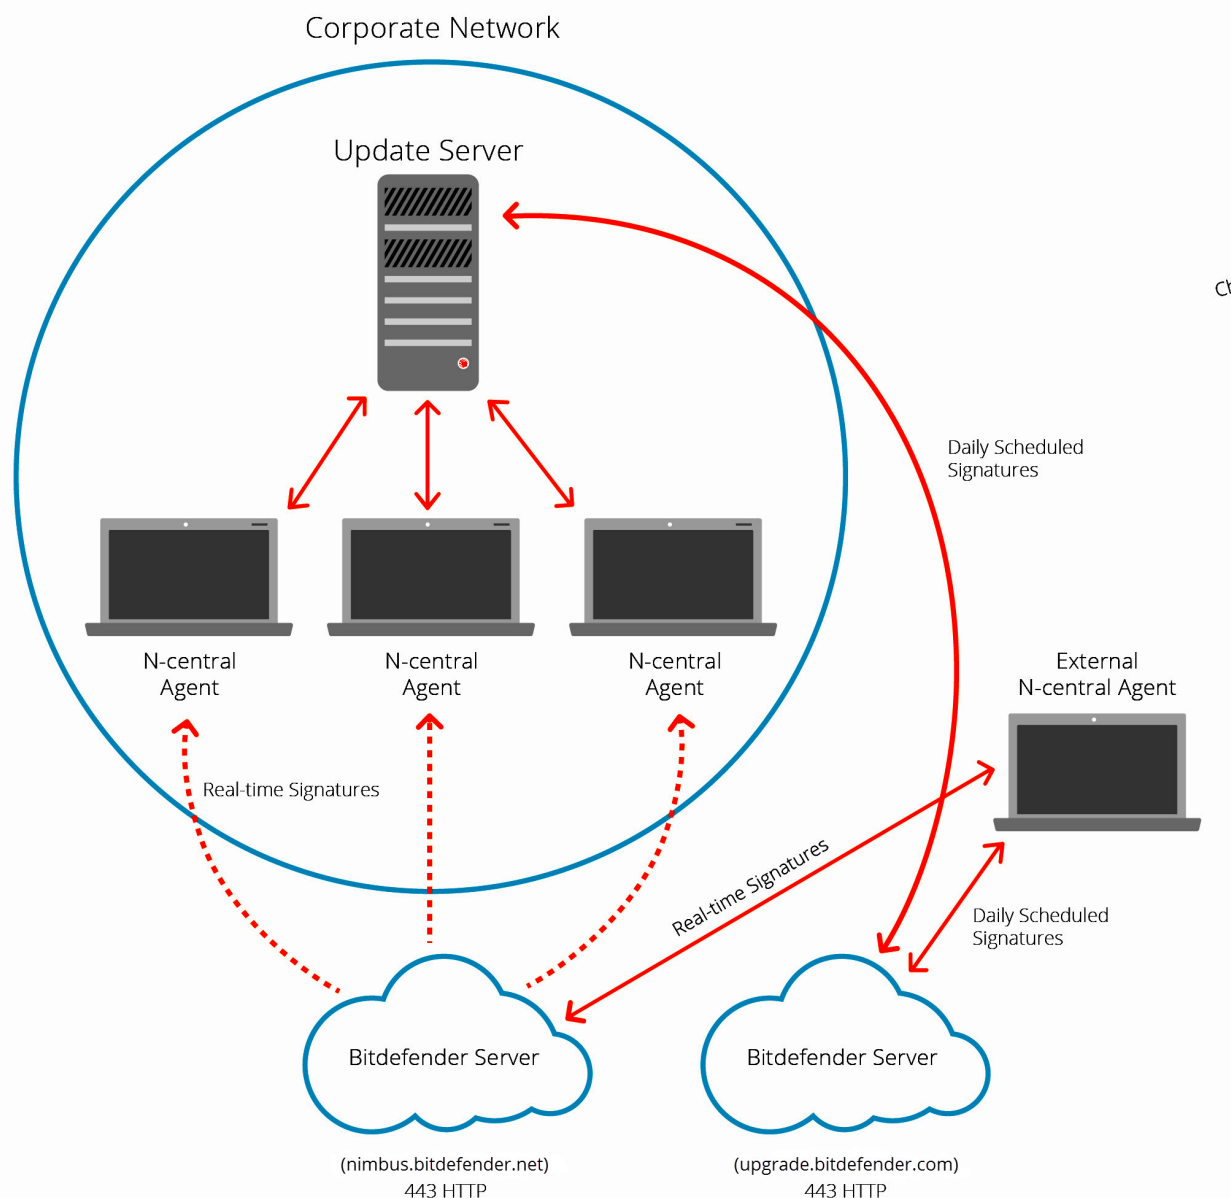 Corporate Network
Update Server
Ch
Daily Scheduled
Signatures
N-central
Agent
N-central
Agent
N-central
Agent
External
N-central Agent
Real-time Signatures
Real-time Signatures
Daily Scheduled
Signatures
Bitdefender Server
Bitdefender Server
(nimbus.bitdefender.net)
443 HTTP
(upgrade.bitdefender.com)
443 HTTP